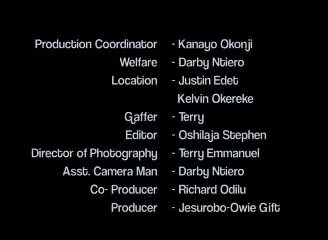 Production Coordinator - Kanayo Okonji
Welfare - Darby Ntiero
Location - Justin Edet
Kelvin Okereke
Gaffer - Terry
Editor - Oshilaja Stephen
Director of Photography - Terry Emmanuel
Asst. Camera Man - Darby Ntiero
Co- Producer - Richard Odilu
Producer - Jesurobo-Owie Gift